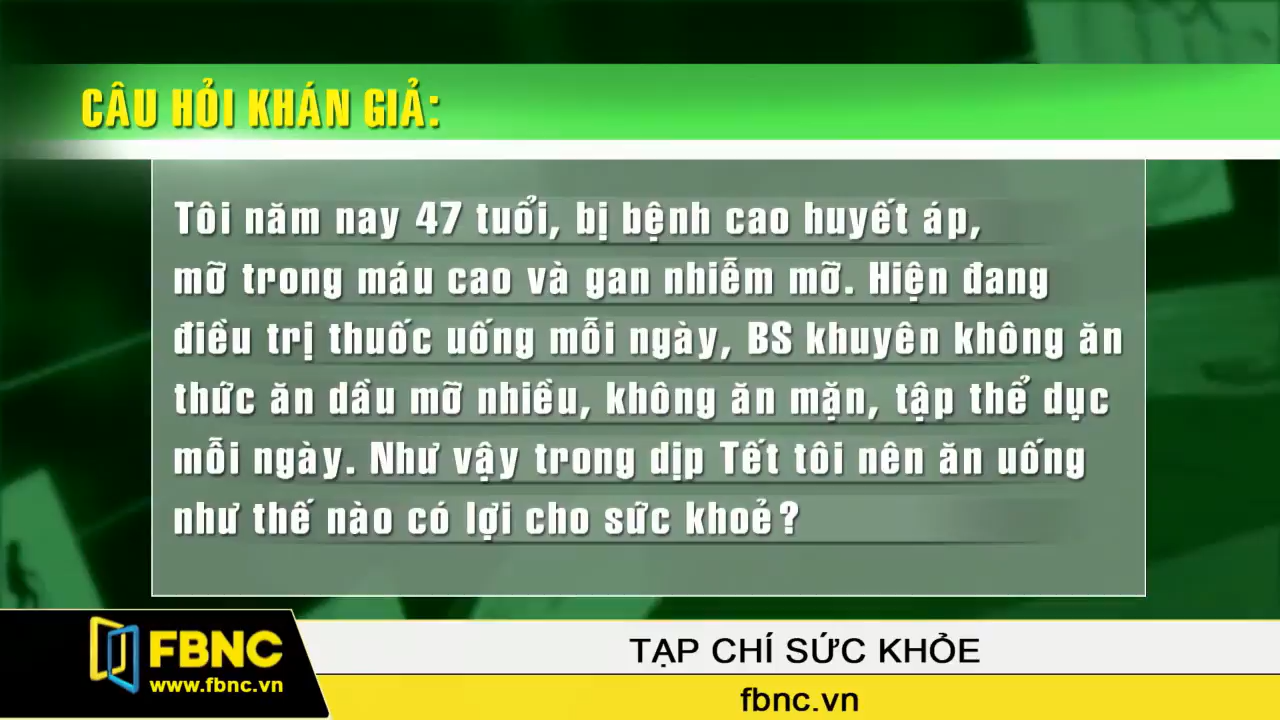 CÂU HỎI KHÁN GIẢ:
Tôi năm nay 47 tuổi, bị bệnh cao huyết áp,
mỡ trong máu cao và gan nhiễm mỡ. Hiện đang
điều trị thuốc uống mỗi ngày, BS khuyên không ăn
thức ăn dầu mỡ nhiều, không ăn mặn, tập thể dục
mỗi ngày. Như vậy trong dịp Tết tôi nên ăn uống
như thế nào có lợi cho sức khoẻ?
FBNC
www.fbnc.vn
TẠP CHÍ SỨC KHỎE
fbnc.vn